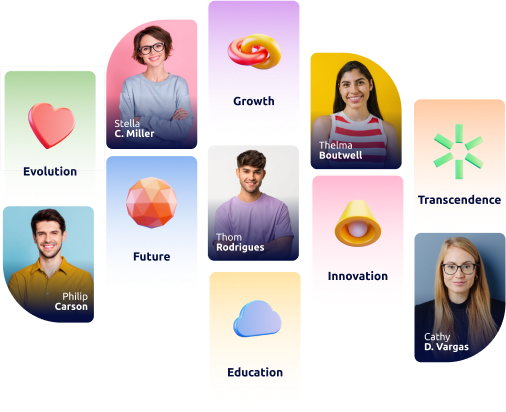 Evolution
Philip
Carson
Stella
C. Miller
Future
Growth
Thom
Rodrigues
Education
Thelma
Boutwell
Innovation
Transcendence
Cathy
D. Vargas